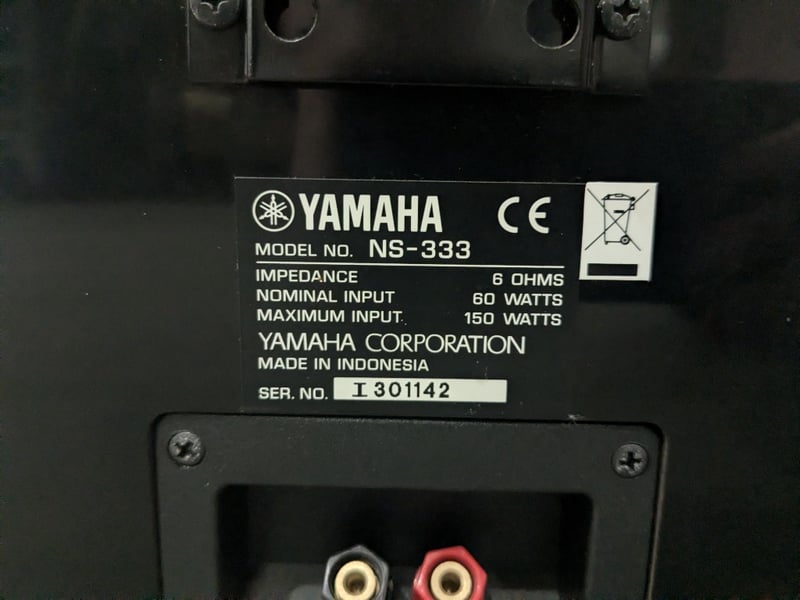 YAMAHA CE
MODEL NO. NS-333
IMPEDANCE 6 OHMS
NOMINAL INPUT 60 WATTS
MAXIMUM INPUT. 150 WATTS
YAMAHA CORPORATION
MADE IN INDONESIA
SER. NO. I301142